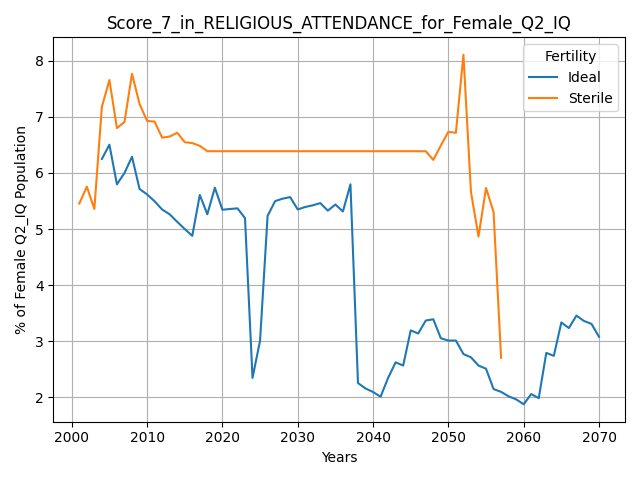 Score_7_in_RELIGIOUS_ATTENDANCE_for_Female_Q2_IQ
Fertility
Ideal
Sterile
% of Female Q2_IQ Population
8
7
6
5
4
3
2
2000 2010 2020 2030 2040 2050 2060 2070
Years